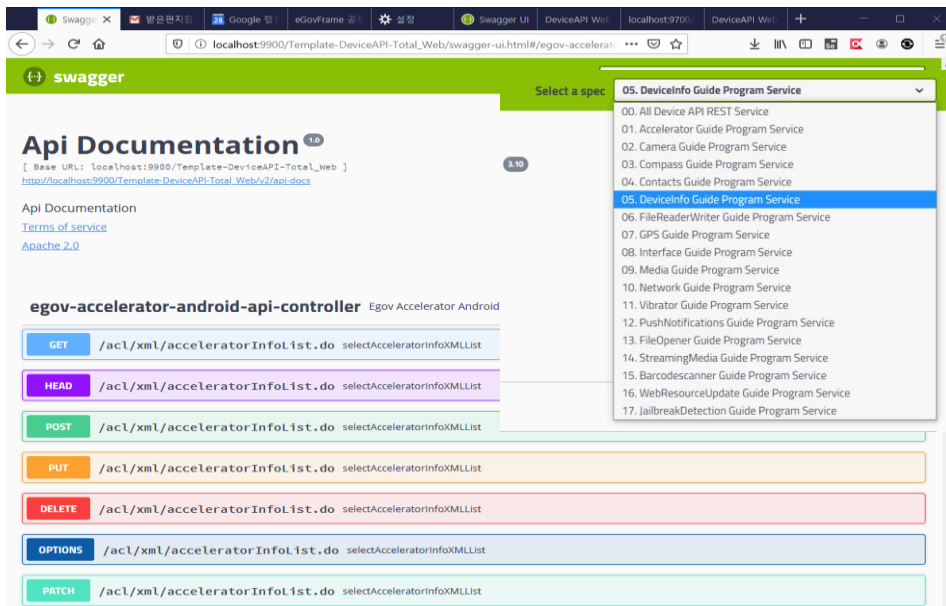 Swagge
받은편지함
28 Google 캘
eGovFrame 공
설정
Swagger UI
DeviceAPI Web
localhost:9700/
DeviceAPI Web
localhost:9900/Template-DeviceAPI-Total_Web/swagger-ui.html#/egov-accelerat
swagger
Select a spec
05. DeviceInfo Guide Program Service
00. All Device API REST Service
01. Accelerator Guide Program Service
02. Camera Guide Program Service
03. Compass Guide Program Service
04. Contacts Guide Program Service
05. DeviceInfo Guide Program Service
06. FileReaderWriter Guide Program Service
07. GPS Guide Program Service
08. Interface Guide Program Service
09. Media Guide Program Service
10. Network Guide Program Service
11. Vibrator Guide Program Service
12. PushNotifications Guide Program Service
13. FileOpener Guide Program Service
14. StreamingMedia Guide Program Service
15. Barcodescanner Guide Program Service
16. WebResourceUpdate Guide Program Service
17. JailbreakDetection Guide Program Service
3.10
Api Documentation 1.0
[ Base URL: localhost:9900/Template-DeviceAPI-Total_Web ]
http://localhost:9900/Template-DeviceAPI-Total_Web/v2/api-docs
Api Documentation
Terms of service
Apache 2.0
egov-accelerator-android-api-controller Egov Accelerator Android
GET /acl/xml/acceleratorInfoList.do selectAcceleratorInfoXMLList
HEAD /acl/xml/acceleratorInfoList.do selectAcceleratorInfoXMLList
POST /acl/xml/acceleratorInfoList.do selectAcceleratorInfoXMLList
PUT /acl/xml/acceleratorInfoList.do selectAcceleratorInfoXMLList
DELETE /acl/xml/acceleratorInfoList.do selectAcceleratorInfoXMLList
OPTIONS /acl/xml/acceleratorInfoList.do selectAcceleratorInfoXMLList
PATCH /acl/xml/acceleratorInfoList.do selectAcceleratorInfoXMLList